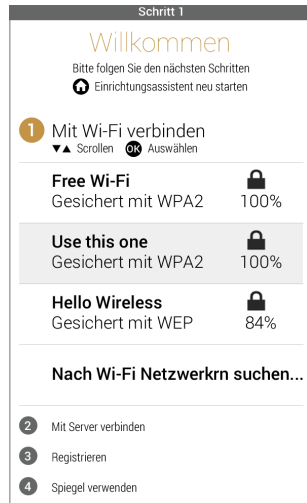 Schritt 1
Willkommen
Bitte folgen Sie den nächsten Schritten
Einrichtungsassistent neu starten
1 Mit Wi-Fi verbinden
▼▲ Scrollen OK Auswählen
Free Wi-Fi
Gesichert mit WPA2 100%
Use this one
Gesichert mit WPA2 100%
Hello Wireless
Gesichert mit WEP 84%
Nach Wi-Fi Netzwerkrn suchen...
2 Mit Server verbinden
3 Registrieren
4 Spiegel verwenden